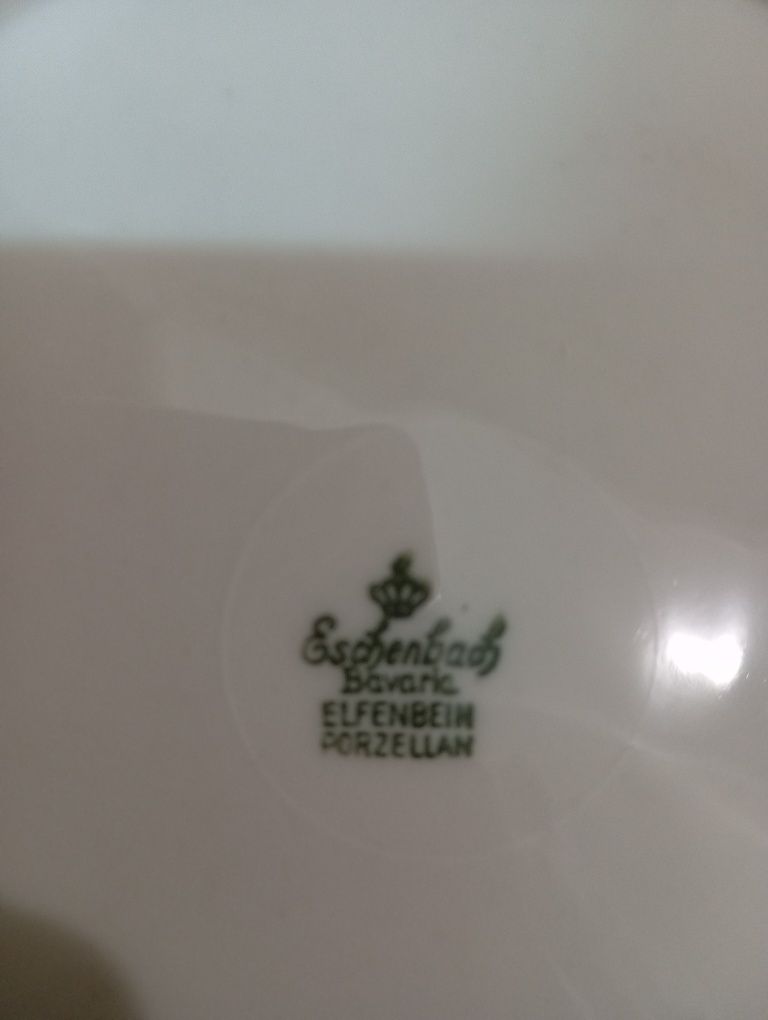 Eschenbach
Bavaria
ELFENBEIN
PORZELLAN